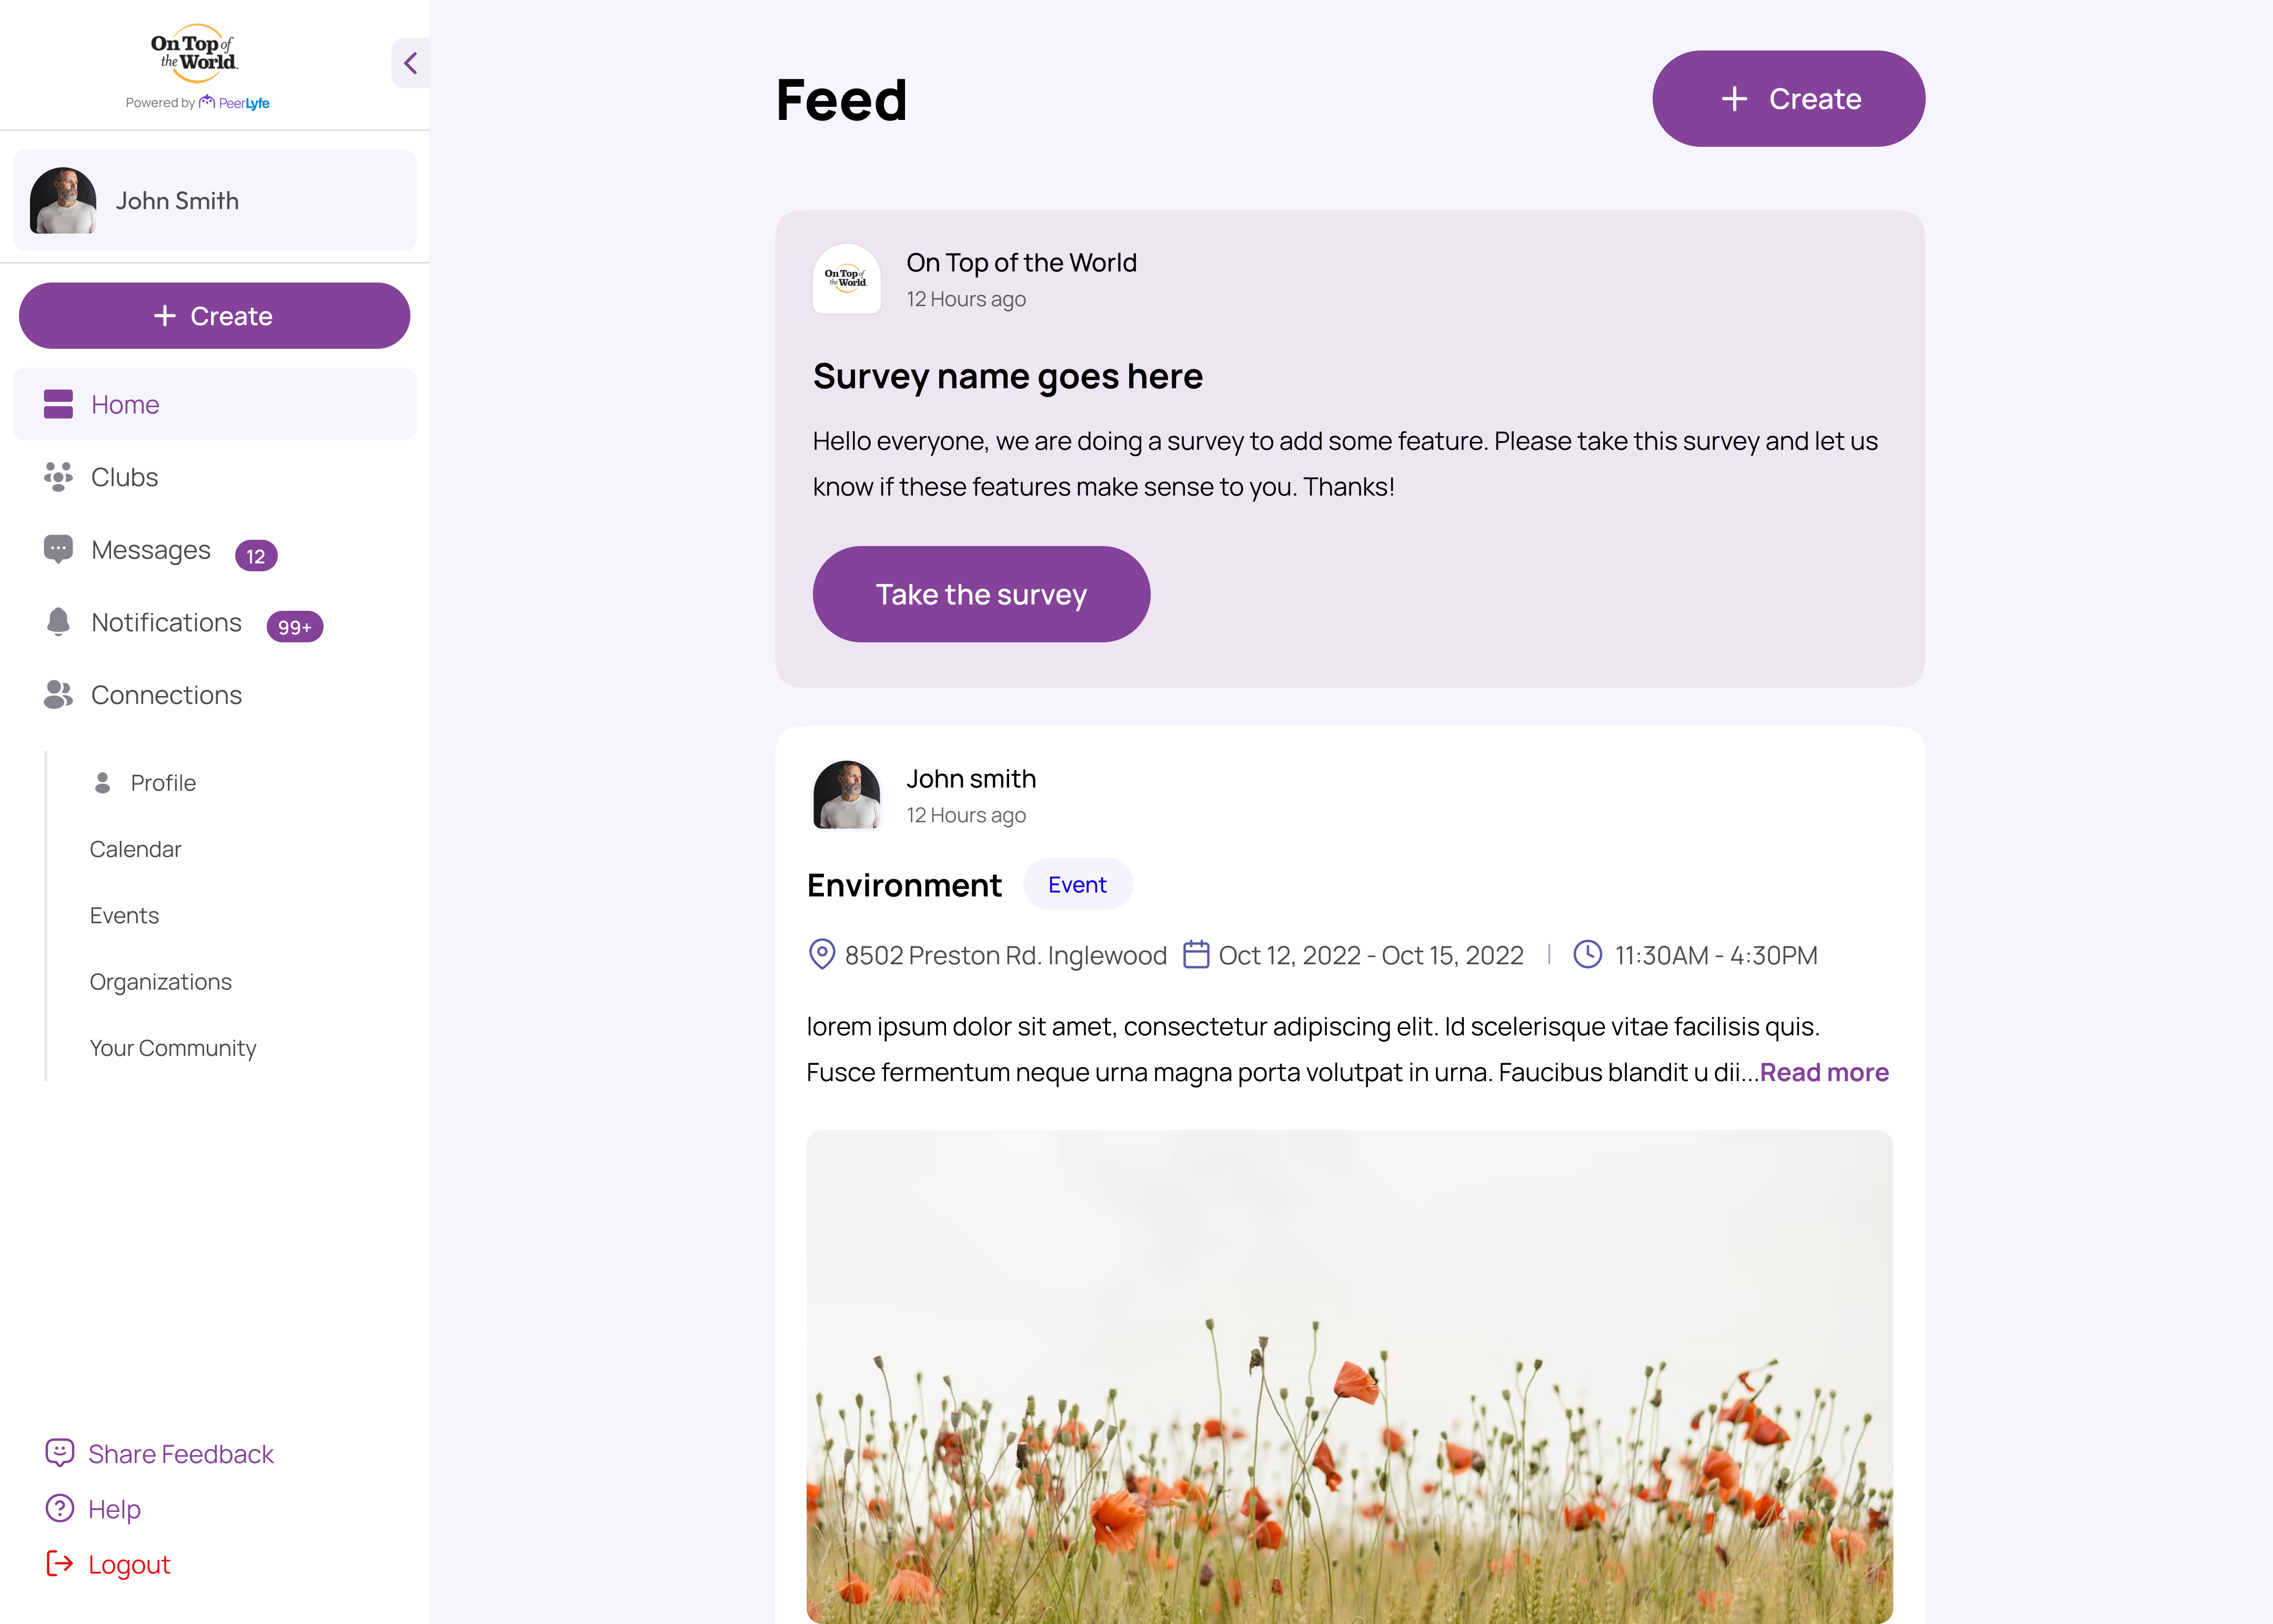 On Top of
the World.
Powered by PeerLyfe
John Smith
+ Create
Home
Clubs
Messages 12
Notifications 99+
Connections
Profile
Calendar
Events
Organizations
Your Community
Share Feedback
Help
Logout
Feed
+ Create
On Top of
the World.
On Top of the World
12 Hours ago
Survey name goes here
Hello everyone, we are doing a survey to add some feature. Please take this survey and let us
know if these features make sense to you. Thanks!
Take the survey
John smith
12 Hours ago
Environment Event
8502 Preston Rd. Inglewood Oct 12, 2022 - Oct 15, 2022 | 11:30AM - 4:30PM
lorem ipsum dolor sit amet, consectetur adipiscing elit. Id scelerisque vitae facilisis quis.
Fusce fermentum neque urna magna porta volutpat in urna. Faucibus blandit u dii...Read more